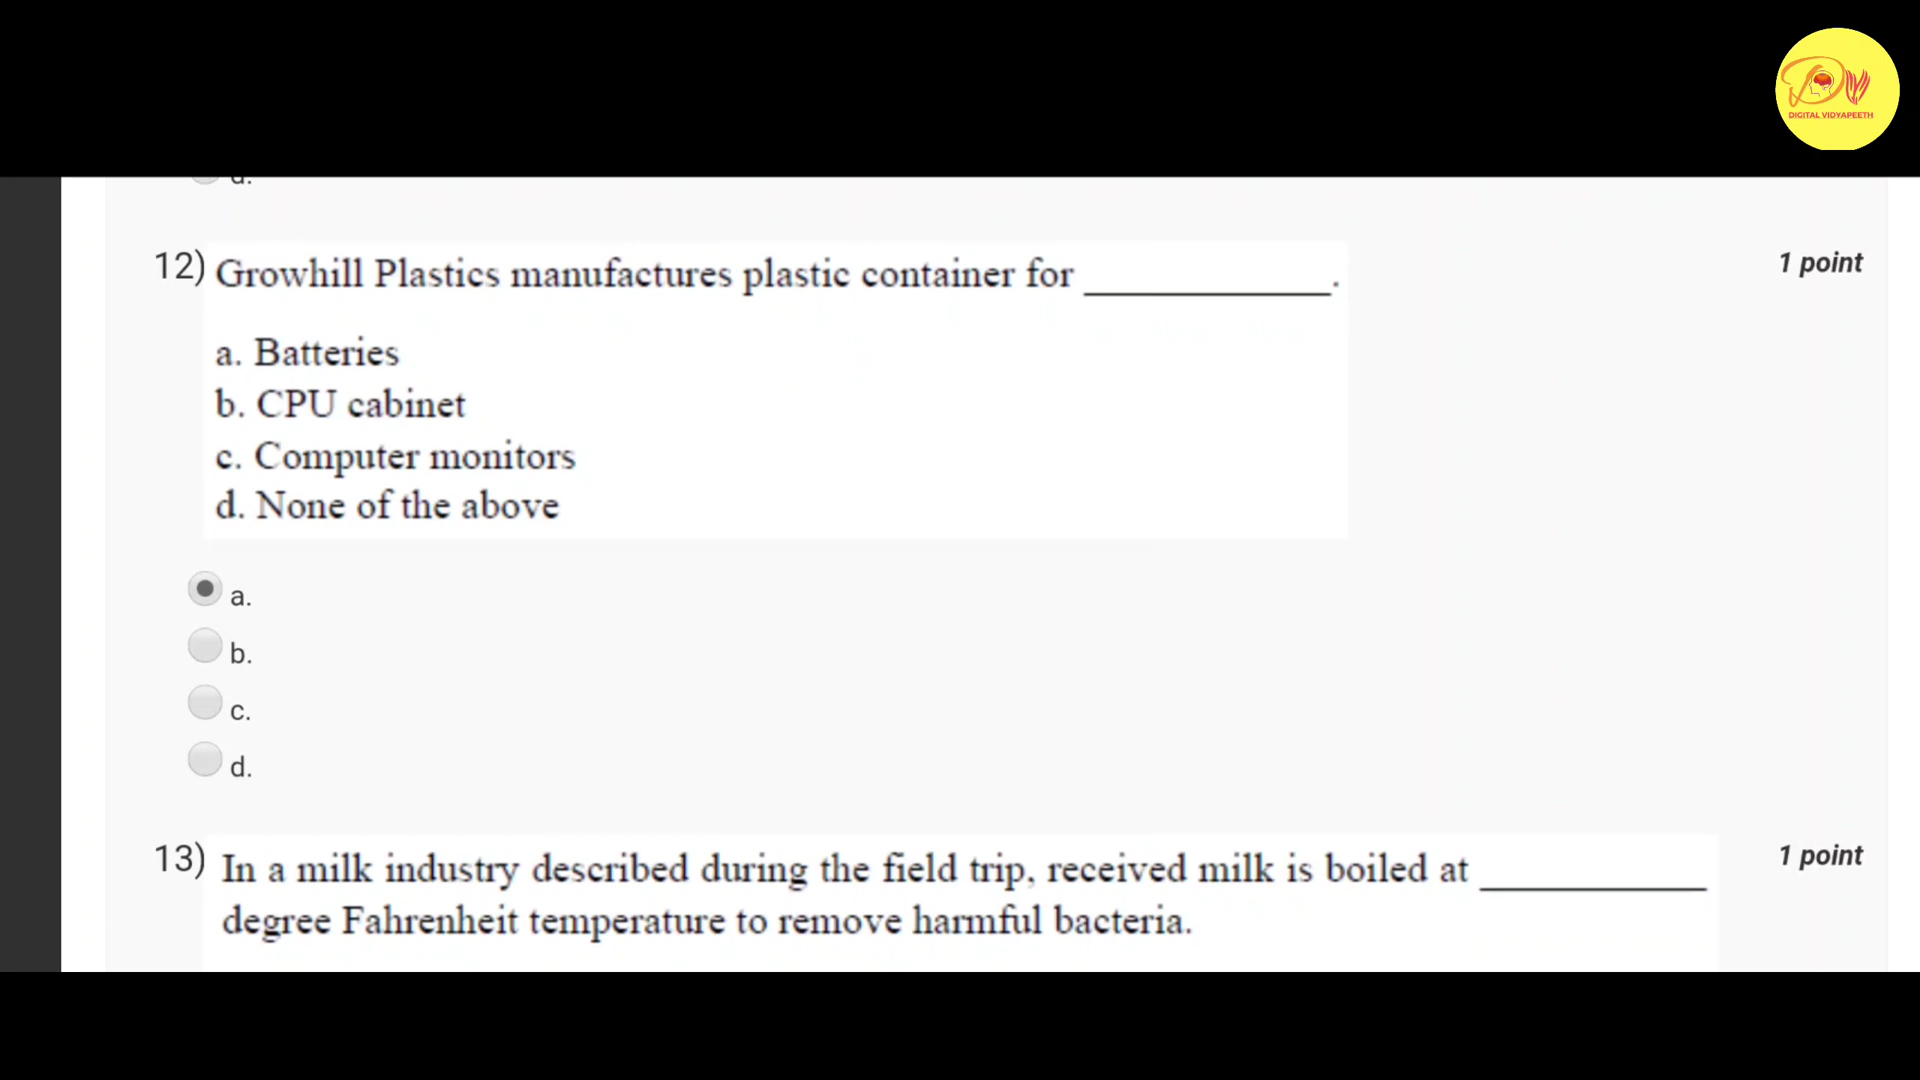 DIGITAL VIDYAPEETH
d.
12) Growhill Plastics manufactures plastic container for ____________.
1 point
a. Batteries
b. CPU cabinet
c. Computer monitors
d. None of the above
a.
b.
c.
d.
13) In a milk industry described during the field trip, received milk is boiled at ___________
1 point
degree Fahrenheit temperature to remove harmful bacteria.